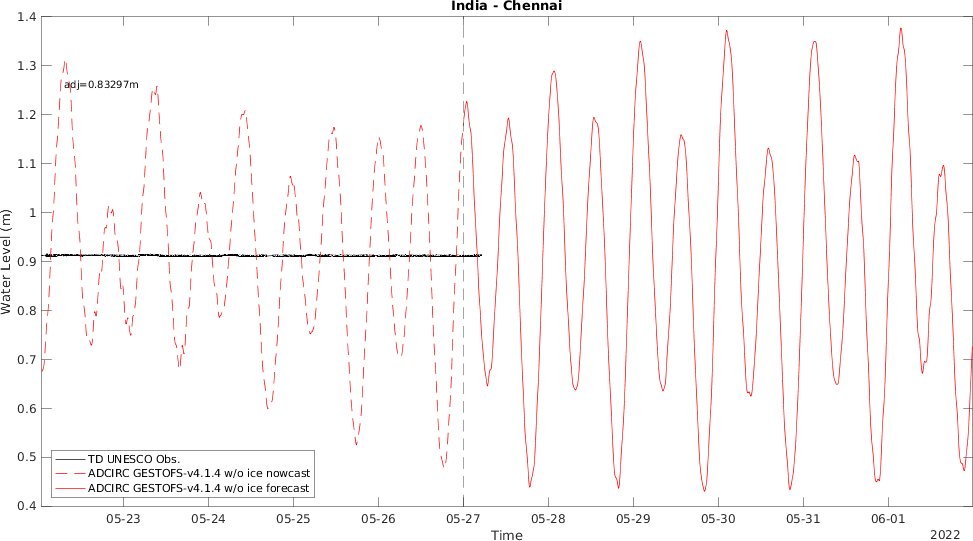 India - Chennai
1.4
1.3
1.2
1.1
1
0.9
0.8
0.7
0.6
0.5
0.4
Water Level (m)
adj=0.83297m
TD UNESCO Obs.
ADCIRC GESTOFS-v4.1.4 w/o ice nowcast
ADCIRC GESTOFS-v4.1.4 w/o ice forecast
05-23 05-24 05-25 05-26 05-27 05-28 05-29 05-30 05-31 06-01
Time
2022